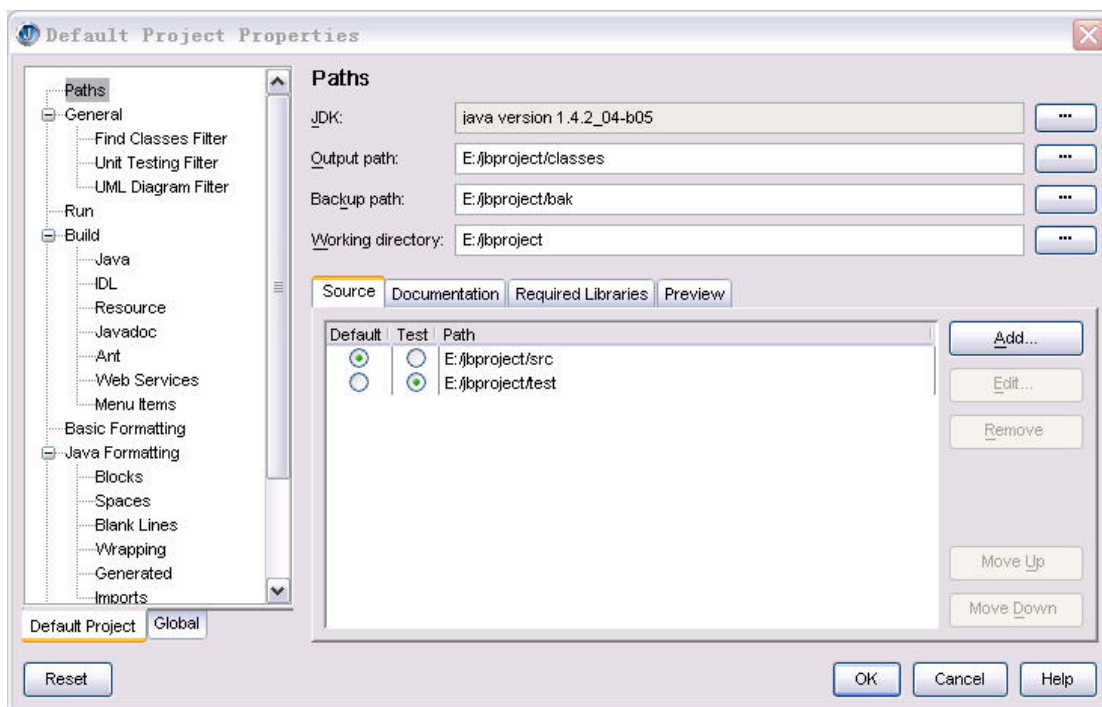 Default Project Properties
Paths
General
Find Classes Filter
Unit Testing Filter
UML Diagram Filter
Run
Build
Java
IDL
Resource
Javadoc
Ant
Web Services
Menu Items
Basic Formatting
Java Formatting
Blocks
Spaces
Blank Lines
Wrapping
Generated
Imports
Default Project Global
Paths
JDK: java version 1.4.2_04-b05 ...
Output path: E:/jbproject/classes ...
Backup path: E:/jbproject/bak ...
Working directory: E:/jbproject ...
Source Documentation Required Libraries Preview
Default Test Path
E:/jbproject/src
E:/jbproject/test
Add...
Edit...
Remove
Move Up
Move Down
Reset OK Cancel Help